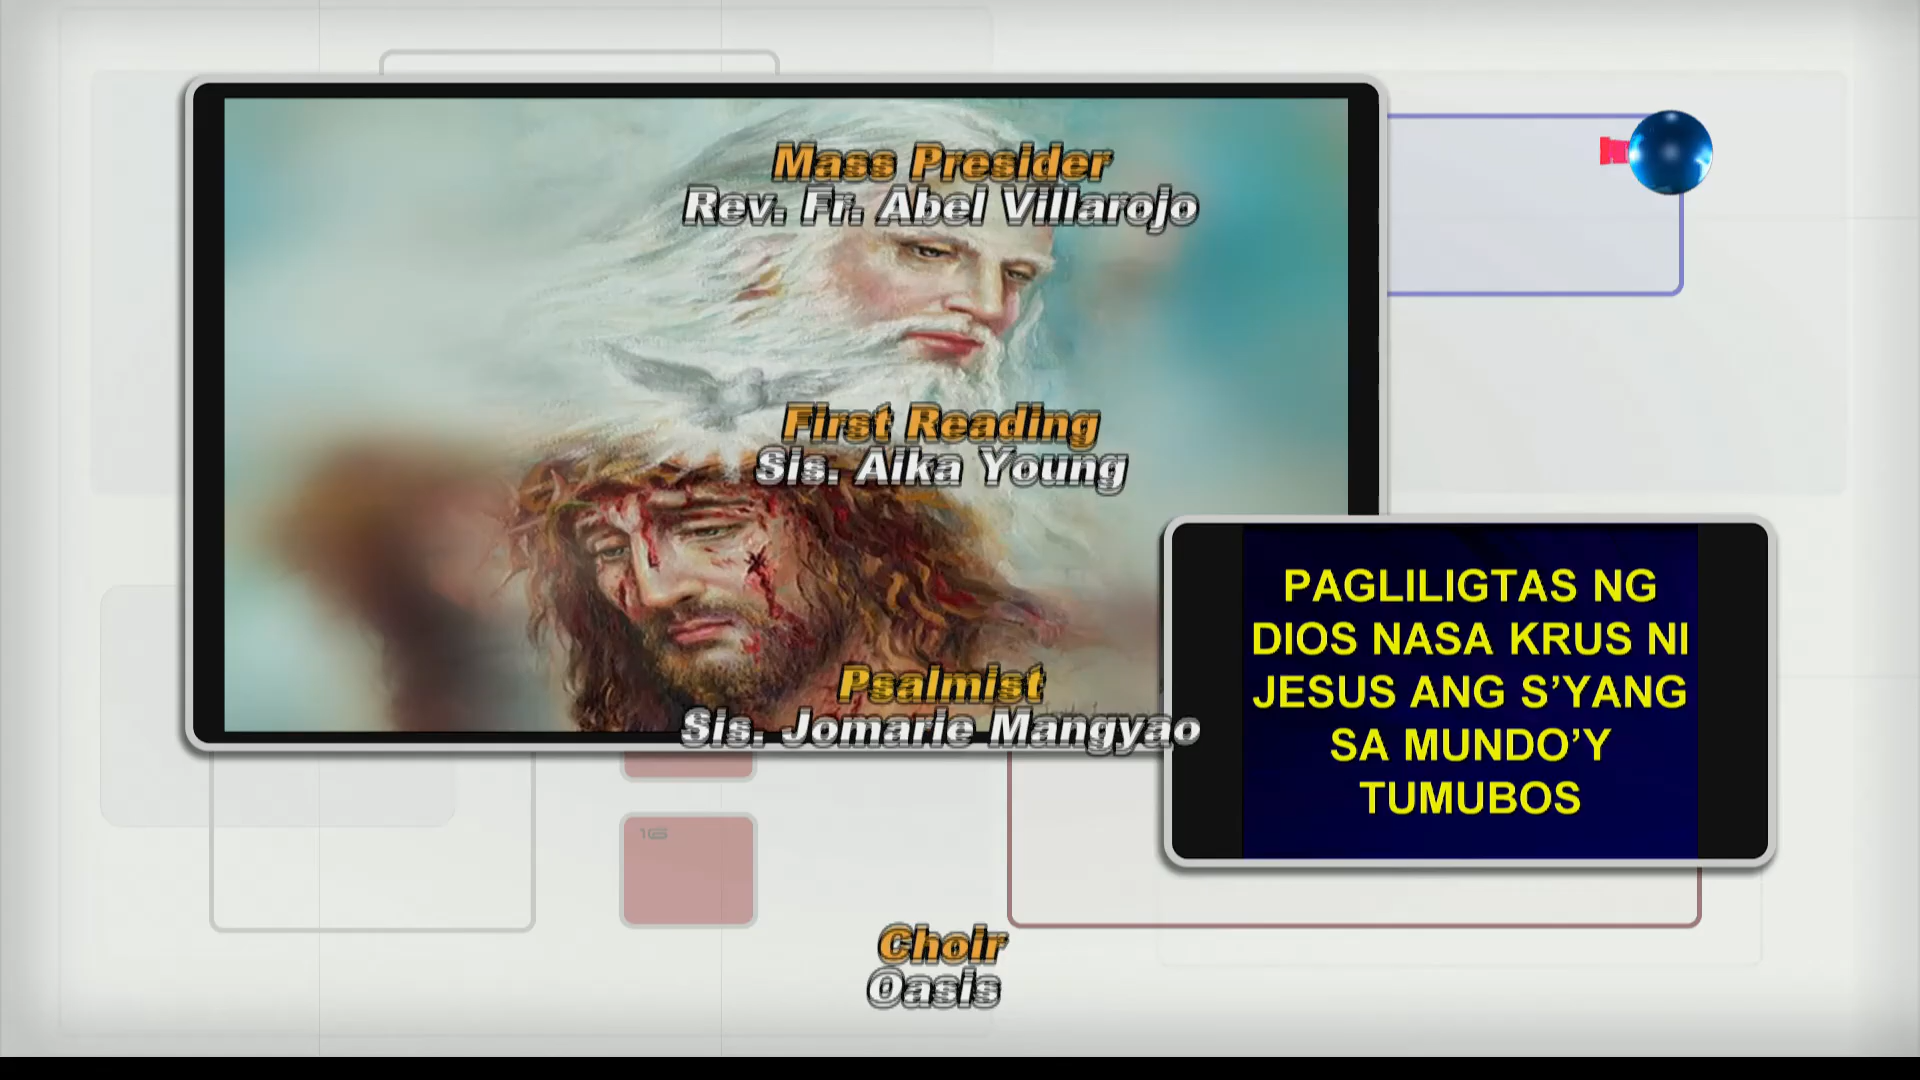 Mass Presider
Rev. Fr. Abel Villarojo
First Reading
Sis. Aika Young
Psalmist
Sis. Jomarie Mangyao
PAGLILIGTAS NG
DIOS NASA KRUS NI
JESUS ANG S’YANG
SA MUNDO’Y
TUMUBOS
1G
Choir
Oasis